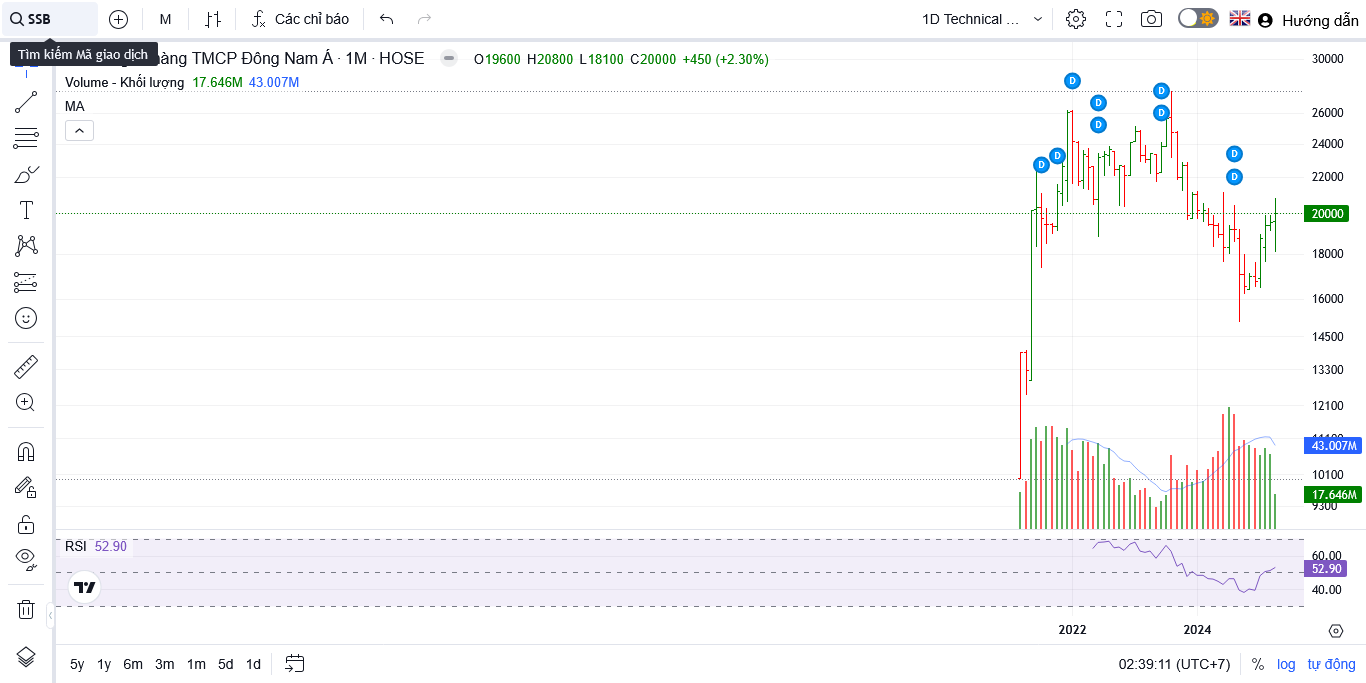 SSB
M
Các chỉ báo
1D Technical ...
Hướng dẫn
Tìm kiếm Mã giao dịch
hàng TMCP Đông Nam Á · 1M · HOSE
O19600 H20800 L18100 C20000 +450 (+2.30%)
Volume - Khối lượng 17.646M 43.007M
MA
D
D
D
D
D
D
D
D
D
30000
26000
24000
22000
20000
18000
16000
14500
13300
12100
43.007M
10100
17.646M
9300
RSI 52.90
60.00
52.90
40.00
2022
2024
5y 1y 6m 3m 1m 5d 1d
02:39:11 (UTC+7)
% log tự động